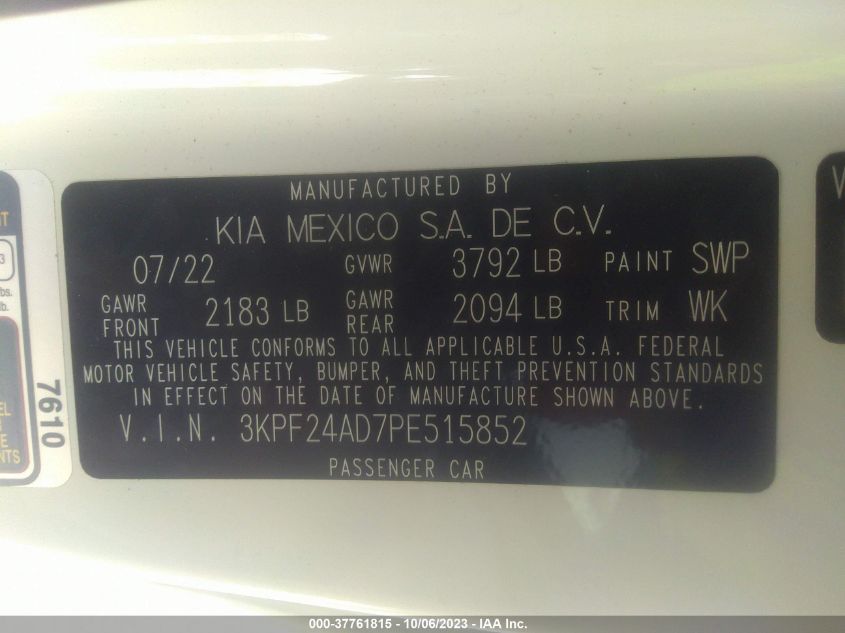 MANUFACTURED BY
KIA MEXICO S.A. DE C.V.
07/22 GVWR 3792 LB PAINT SWP
GAWR FRONT 2183 LB GAWR REAR 2094 LB TRIM WK
THIS VEHICLE CONFORMS TO ALL APPLICABLE U.S.A. FEDERAL
MOTOR VEHICLE SAFETY, BUMPER, AND THEFT PREVENTION STANDARDS
IN EFFECT ON THE DATE OF MANUFACTURE SHOWN ABOVE.
V.I.N. 3KPF24AD7PE515852
PASSENGER CAR
7610
000-37761815 - 10/06/2023 - IAA Inc.